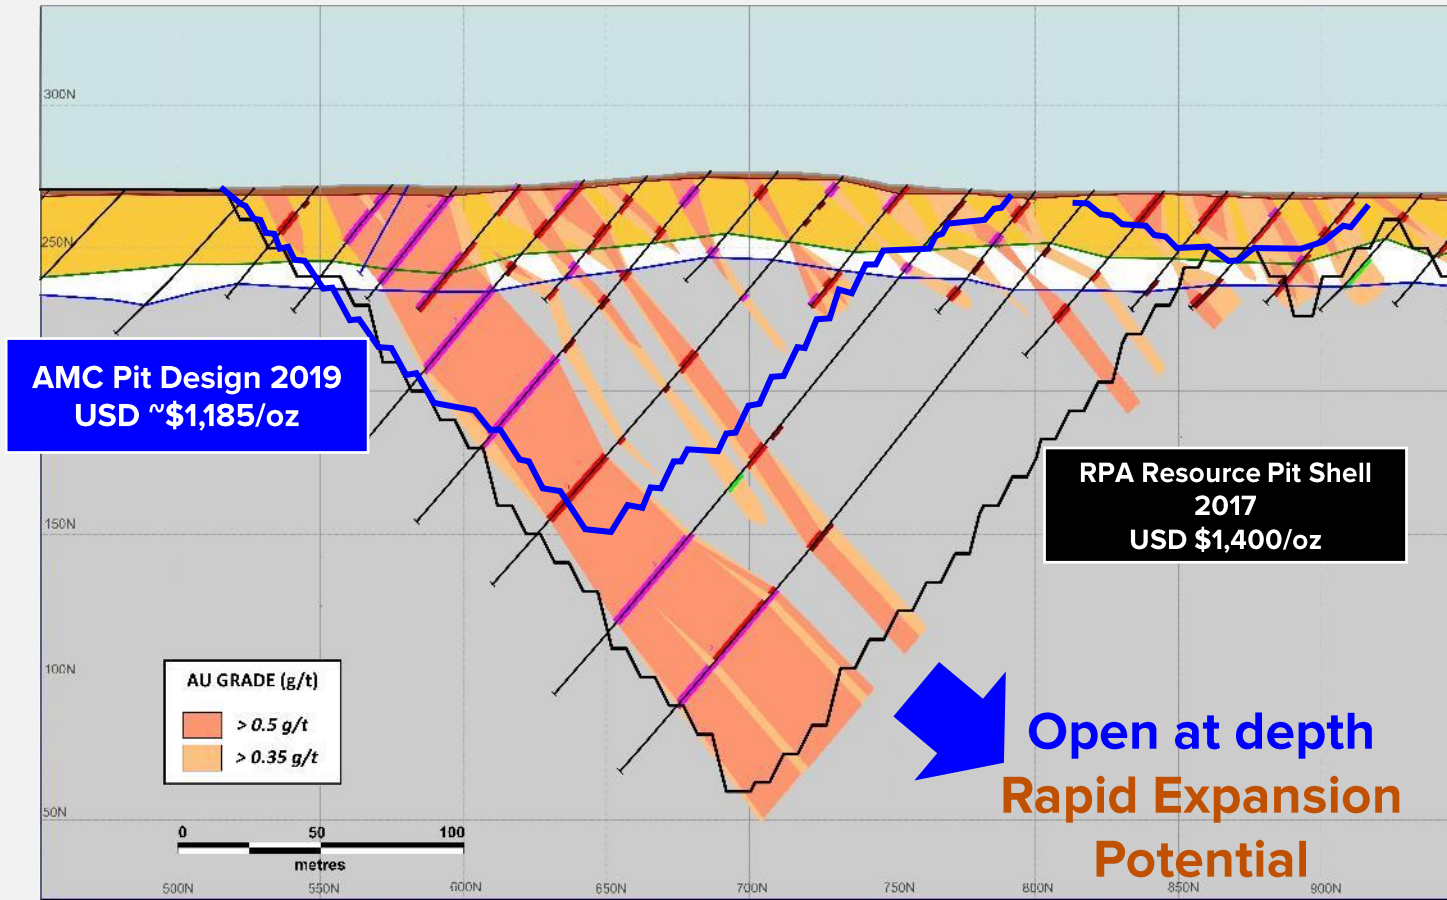 300N
250N
AMC Pit Design 2019
USD ~$1,185/oz
RPA Resource Pit Shell
2017
USD $1,400/oz
150N
100N
AU GRADE (g/t)
> 0.5 g/t
> 0.35 g/t
Open at depth
Rapid Expansion
Potential
50N
0 50 100
metres
500N 550N 600N 650N 700N 750N 800N 850N 900N